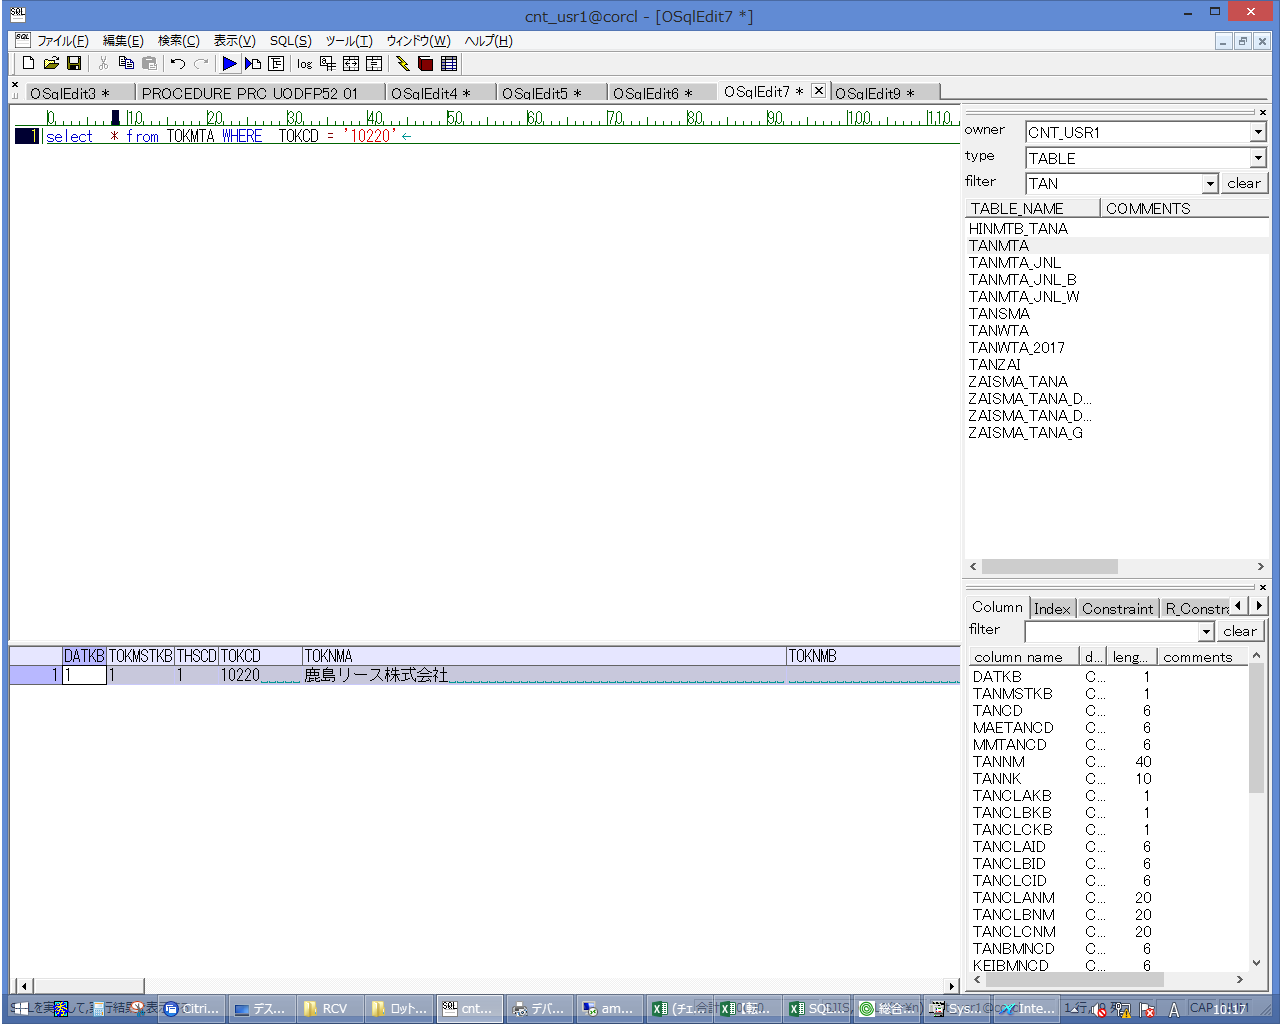 cnt_usr1@corcl - [OSqlEdit7 *]
ファイル(F) 編集(E) 検索(C) 表示(V) SQL(S) ツール(T) ウィンドウ(W) ヘルプ(H)
log
OSqlEdit3 * PROCEDURE PRC_UODFP52_01 OSqlEdit4 * OSqlEdit5 * OSqlEdit6 * OSqlEdit7 * OSqlEdit9 *
0 10 20 30 40 50 60 70 80 90 100 110
1 select * from TOKMTA WHERE TOKCD = '10220'
owner CNT_USR1
type TABLE
filter TAN clear
TABLE_NAME COMMENTS
HINMTB_TANA
TANMTA
TANMTA_JNL
TANMTA_JNL_B
TANMTA_JNL_W
TANSMA
TANWTA
TANWTA_2017
TANZAI
ZAISMA_TANA
ZAISMA_TANA_D...
ZAISMA_TANA_D...
ZAISMA_TANA_G
Column Index Constraint R_Constra
filter clear
column name d... leng... comments
DATKB C... 1
TANMSTKB C... 1
TANCD C... 6
MAETANCD C... 6
MMTANCD C... 6
TANNM C... 40
TANNK C... 10
TANCLAKB C... 1
TANCLBKB C... 1
TANCLCKB C... 1
TANCLAID C... 6
TANCLBID C... 6
TANCLCID C... 6
TANCLANM C... 20
TANCLBNM C... 20
TANCLCNM C... 20
TANBMNCD C... 6
KEIBMNCD C... 6
DATKB TOKMSTKB THSCD TOKCD TOKNMA TOKNMB
1 1 1 1 10220 鹿島リース株式会社
Citri... デス... RCV ロット... cnt... デバ... am... (チェ... 【転... SQL... 総合... Sys... Inte... A 10:17